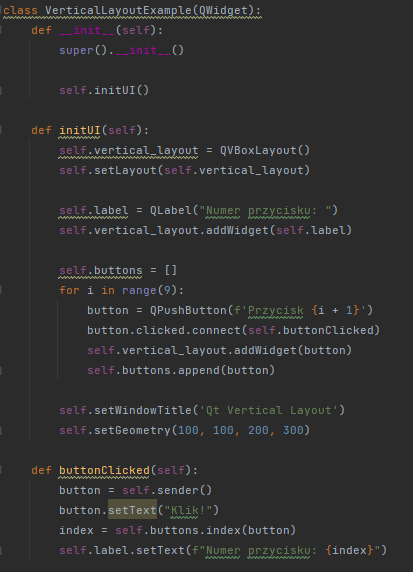 class VerticalLayoutExample(QWidget):
    def __init__(self):
        super().__init__()

        self.initUI()

    def initUI(self):
        self.vertical_layout = QVBoxLayout()
        self.setLayout(self.vertical_layout)

        self.label = QLabel("Numer przycisku: ")
        self.vertical_layout.addWidget(self.label)

        self.buttons = []
        for i in range(9):
            button = QPushButton(f'Przycisk {i + 1}')
            button.clicked.connect(self.buttonClicked)
            self.vertical_layout.addWidget(button)
            self.buttons.append(button)

        self.setWindowTitle('Qt Vertical Layout')
        self.setGeometry(100, 100, 200, 300)

    def buttonClicked(self):
        button = self.sender()
        button.setText("Klik!")
        index = self.buttons.index(button)
        self.label.setText(f"Numer przycisku: {index}")